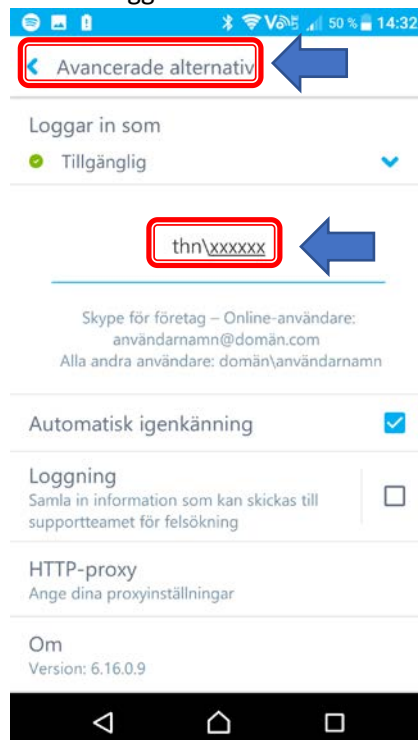 50 % 14:32
Avancerade alternativ
Loggar in som
Tillgänglig
thn\xxxxxx
Skype för företag – Online-användare:
användarnamn@domän.com
Alla andra användare: domän\användarnamn
Automatisk igenkänning
Loggning
Samla in information som kan skickas till
supportteamet för felsökning
HTTP-proxy
Ange dina proxyinställningar
Om
Version: 6.16.0.9